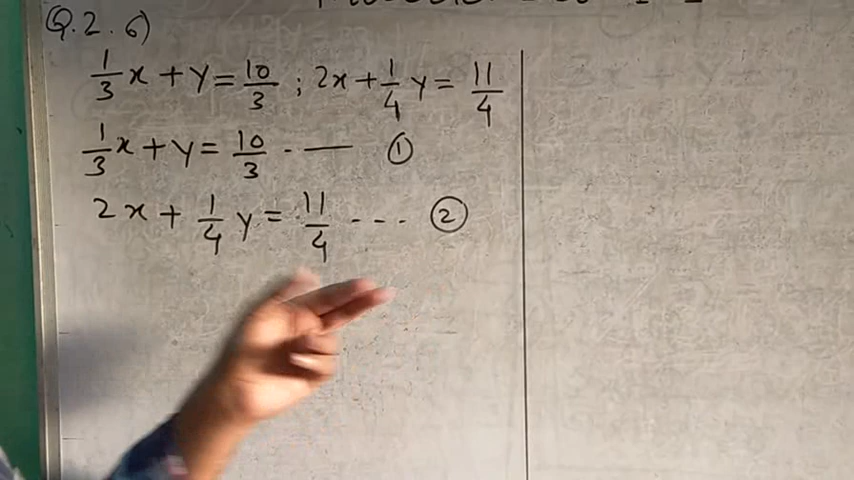 Q.2. 6)
1/3 x + y = 10/3 ; 2x + 1/4 y = 11/4
1/3 x + y = 10/3 - —— ①
2x + 1/4 y = 11/4 --- ②